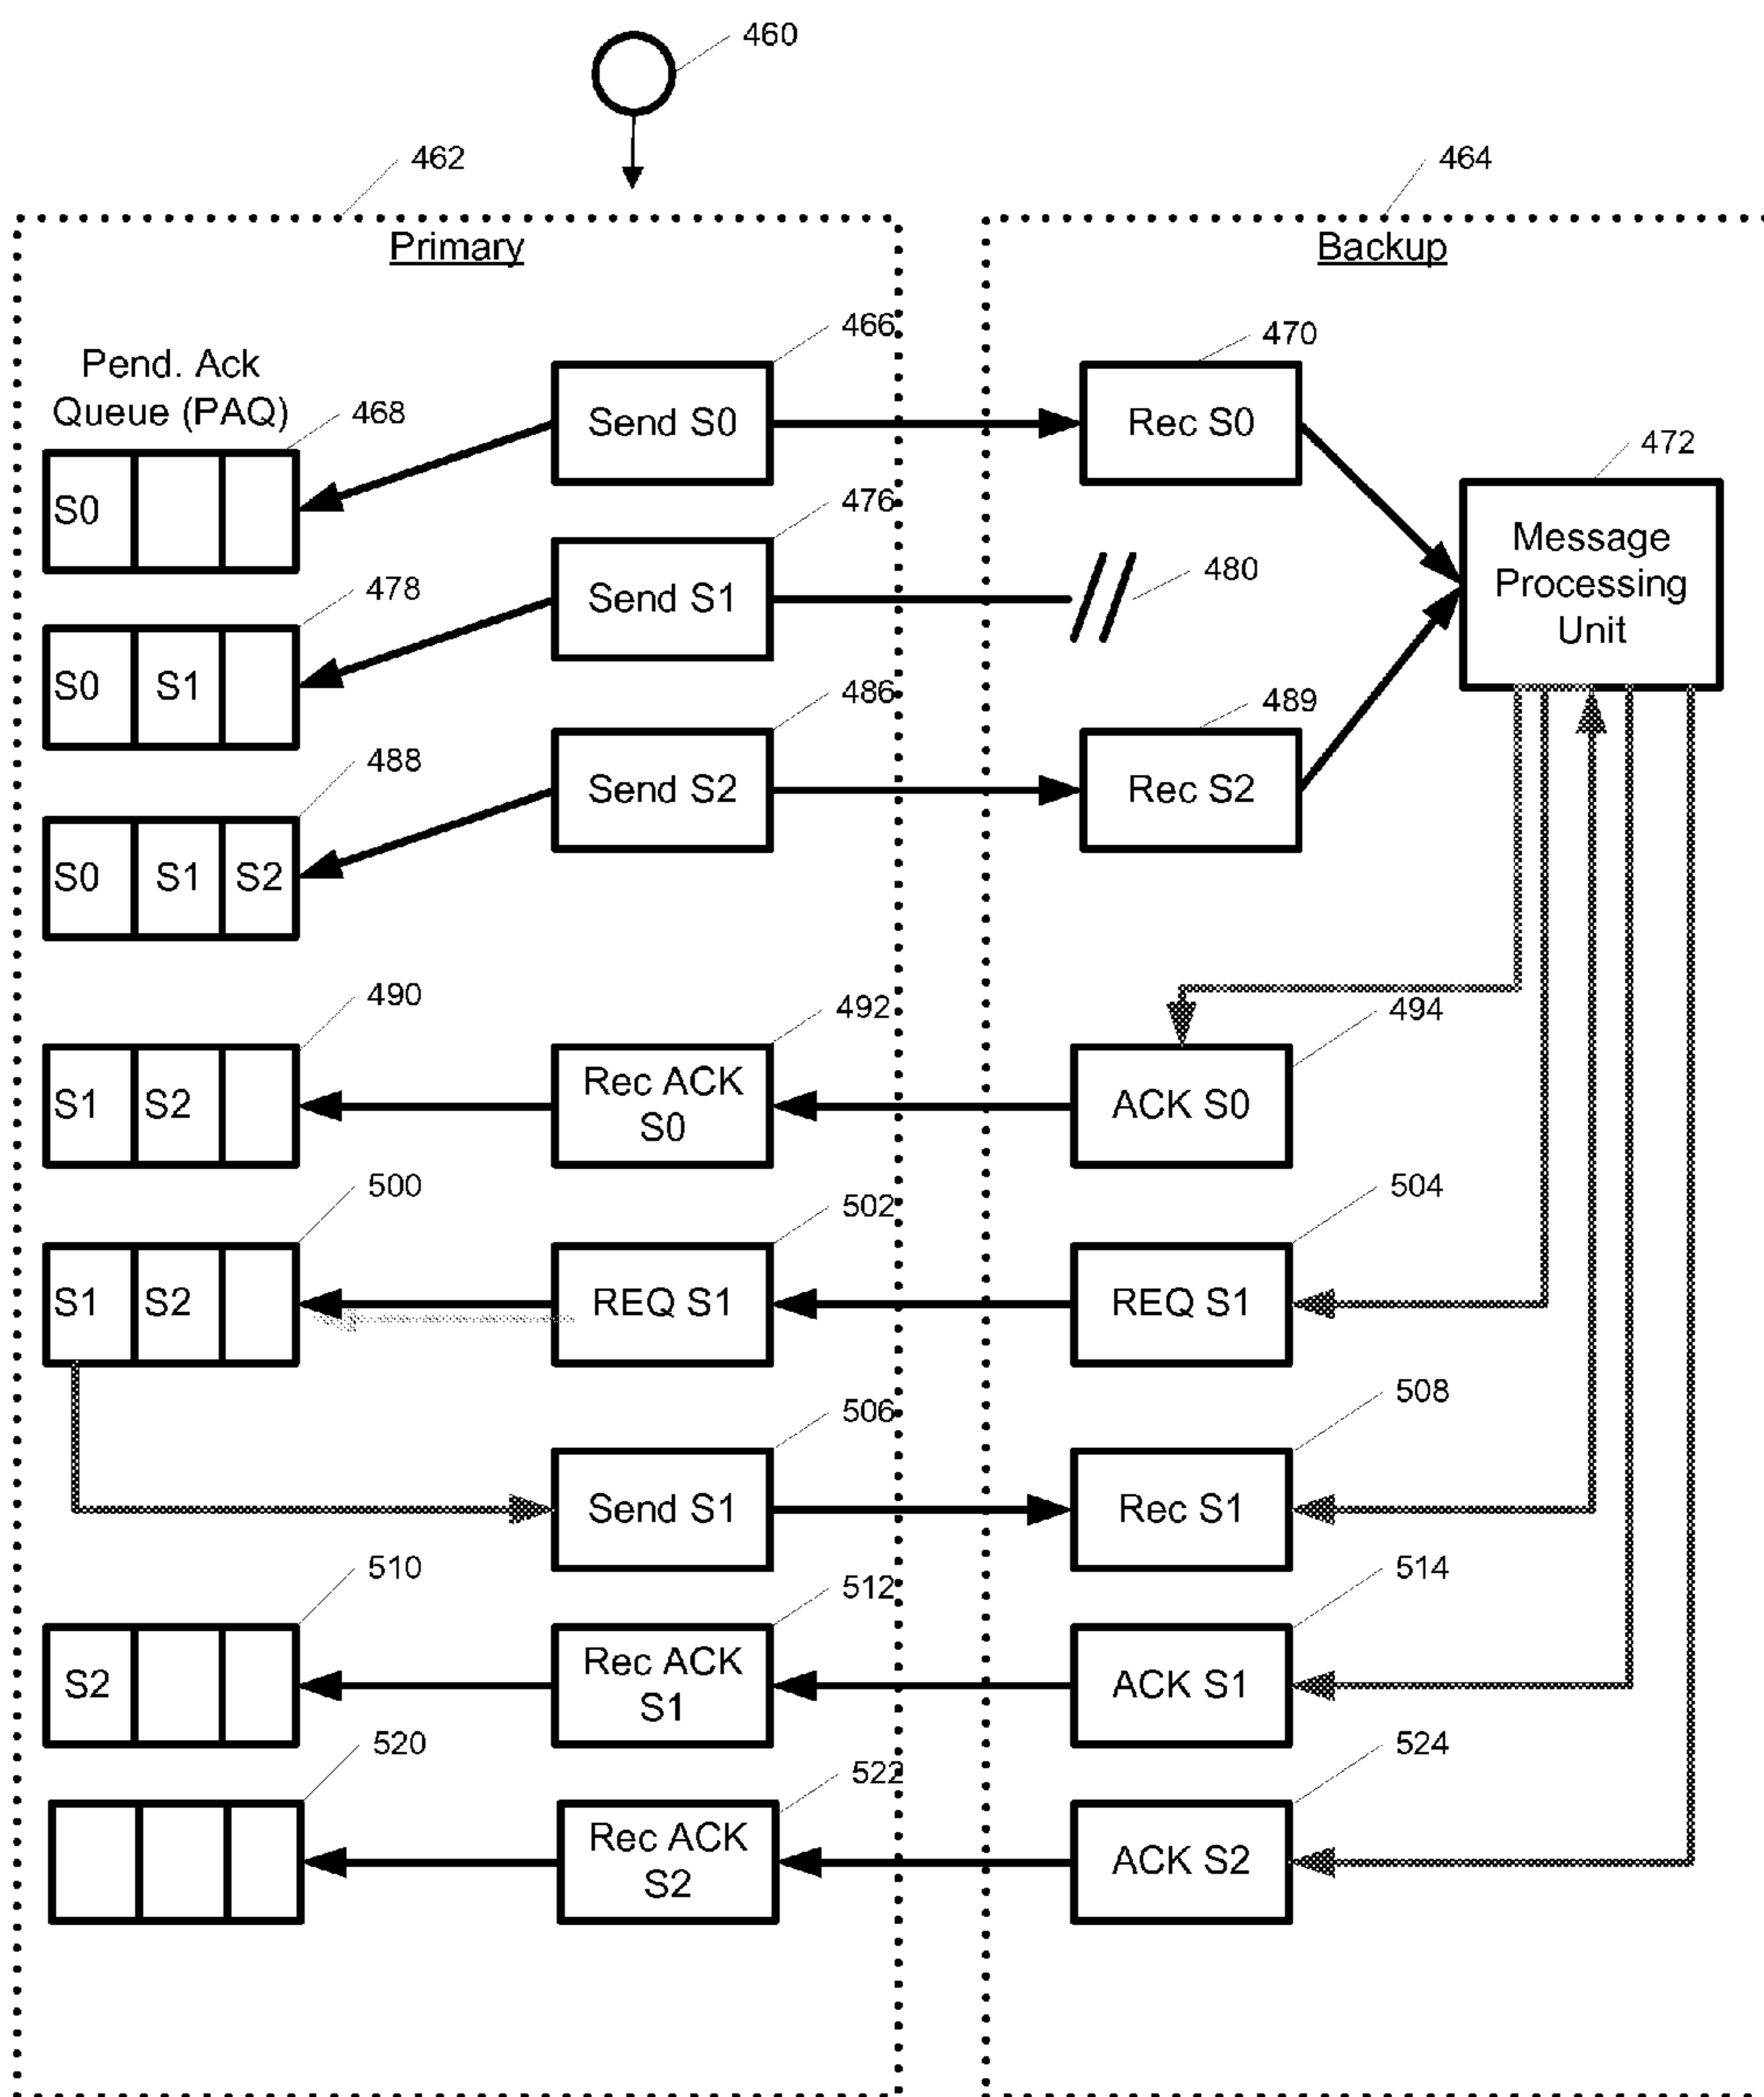 460
462
464
Primary
Backup
466
470
Pend. Ack
Queue (PAQ)
468
Send S0
Rec S0
472
S0
476
Message
Processing
Unit
478
Send S1
480
S0 S1
486
489
488
Send S2
Rec S2
S0 S1 S2
490
492
494
S1 S2
Rec ACK
S0
ACK S0
500
502
504
S1 S2
REQ S1
REQ S1
506
508
Send S1
Rec S1
510
512
514
S2
Rec ACK
S1
ACK S1
520
522
524
Rec ACK
S2
ACK S2